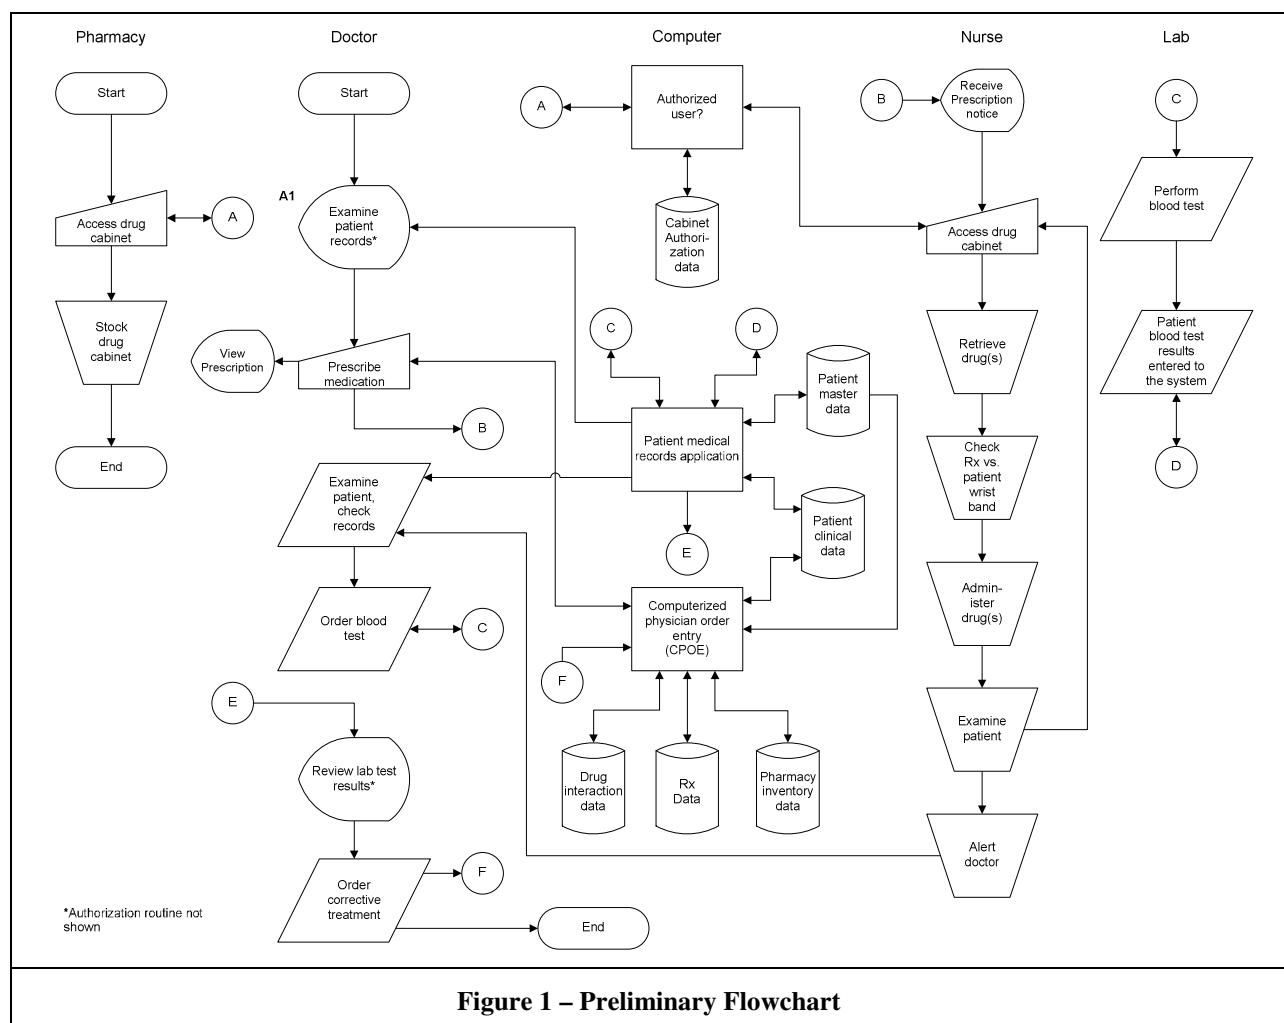 Pharmacy
Doctor
Computer
Nurse
Lab
Start
Access drug
cabinet
A
Stock
drug
cabinet
End
Start
A1
Examine
patient
records*
View
Prescription
Prescribe
medication
B
Examine
patient,
check
records
Order blood
test
C
E
Review lab test
results*
Order
corrective
treatment
F
End
*Authorization routine not
shown
A
Authorized
user?
Cabinet
Authori-
zation
data
C
D
Patient
master
data
Patient medical
records application
Patient
clinical
data
E
Computerized
physician order
entry
(CPOE)
F
Drug
interaction
data
Rx
Data
Pharmacy
inventory
data
B
Receive
Prescription
notice
Access drug
cabinet
Retrieve
drug(s)
Check
Rx vs.
patient
wrist
band
Admin-
ister
drug(s)
Examine
patient
Alert
doctor
C
Perform
blood test
Patient
blood test
results
entered to
the system
D
Figure 1 – Preliminary Flowchart